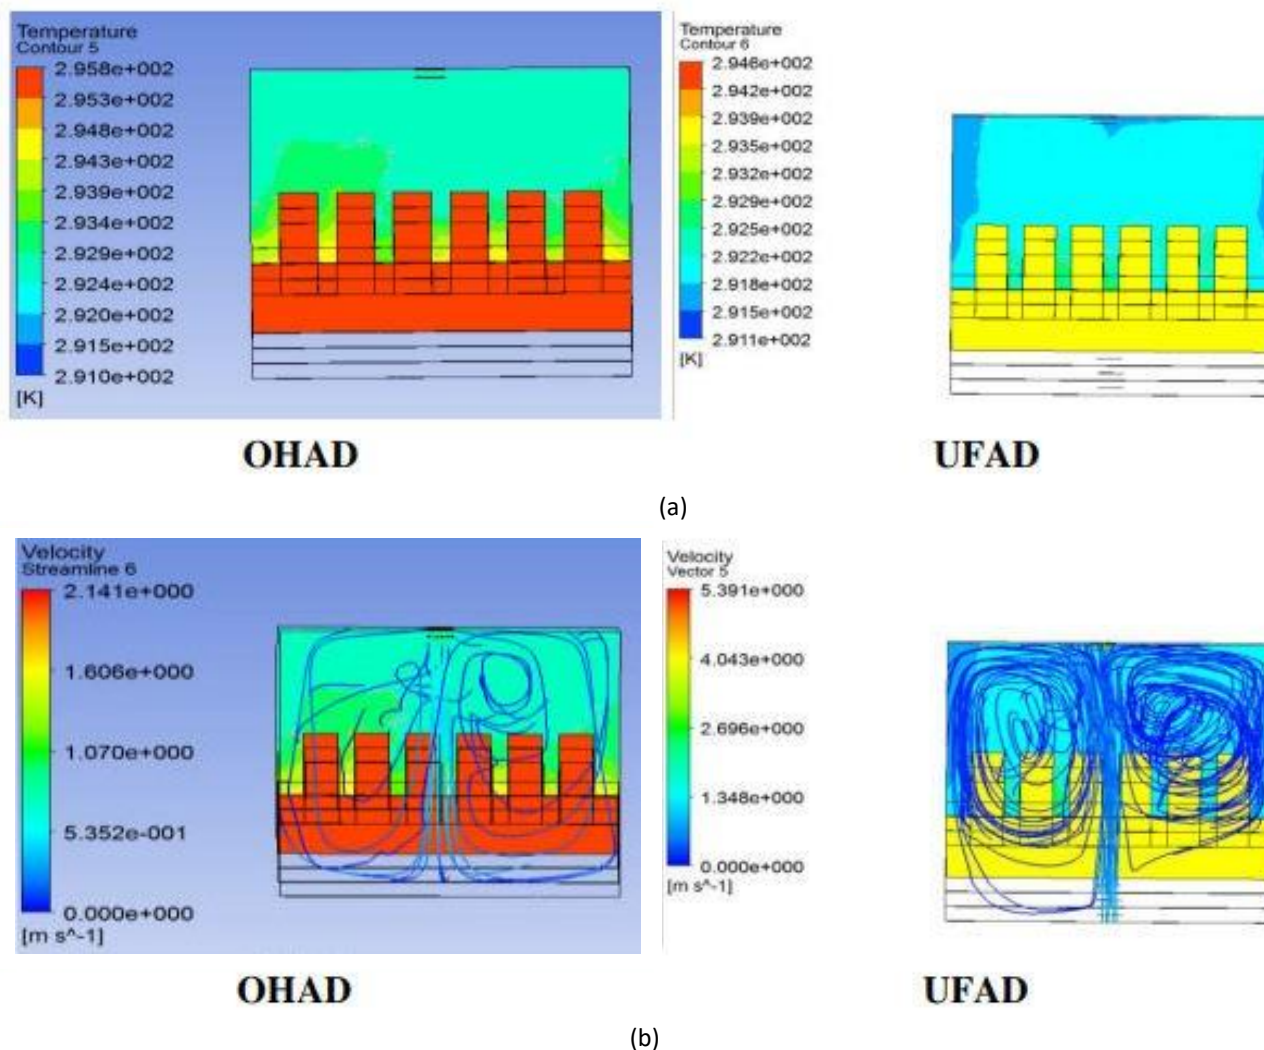 Temperature
Contour 5
2.958e+002
2.953e+002
2.948e+002
2.943e+002
2.939e+002
2.934e+002
2.929e+002
2.924e+002
2.920e+002
2.915e+002
2.910e+002
[K]
Temperature
Contour 6
2.946e+002
2.942e+002
2.939e+002
2.935e+002
2.932e+002
2.929e+002
2.925e+002
2.922e+002
2.918e+002
2.915e+002
2.911e+002
[K]
OHAD
UFAD
(a)
Velocity
Streamline 6
2.141e+000
1.606e+000
1.070e+000
5.352e-001
0.000e+000
[m s^-1]
Velocity
Vector 5
5.391e+000
4.043e+000
2.696e+000
1.348e+000
0.000e+000
[m s^-1]
OHAD
UFAD
(b)